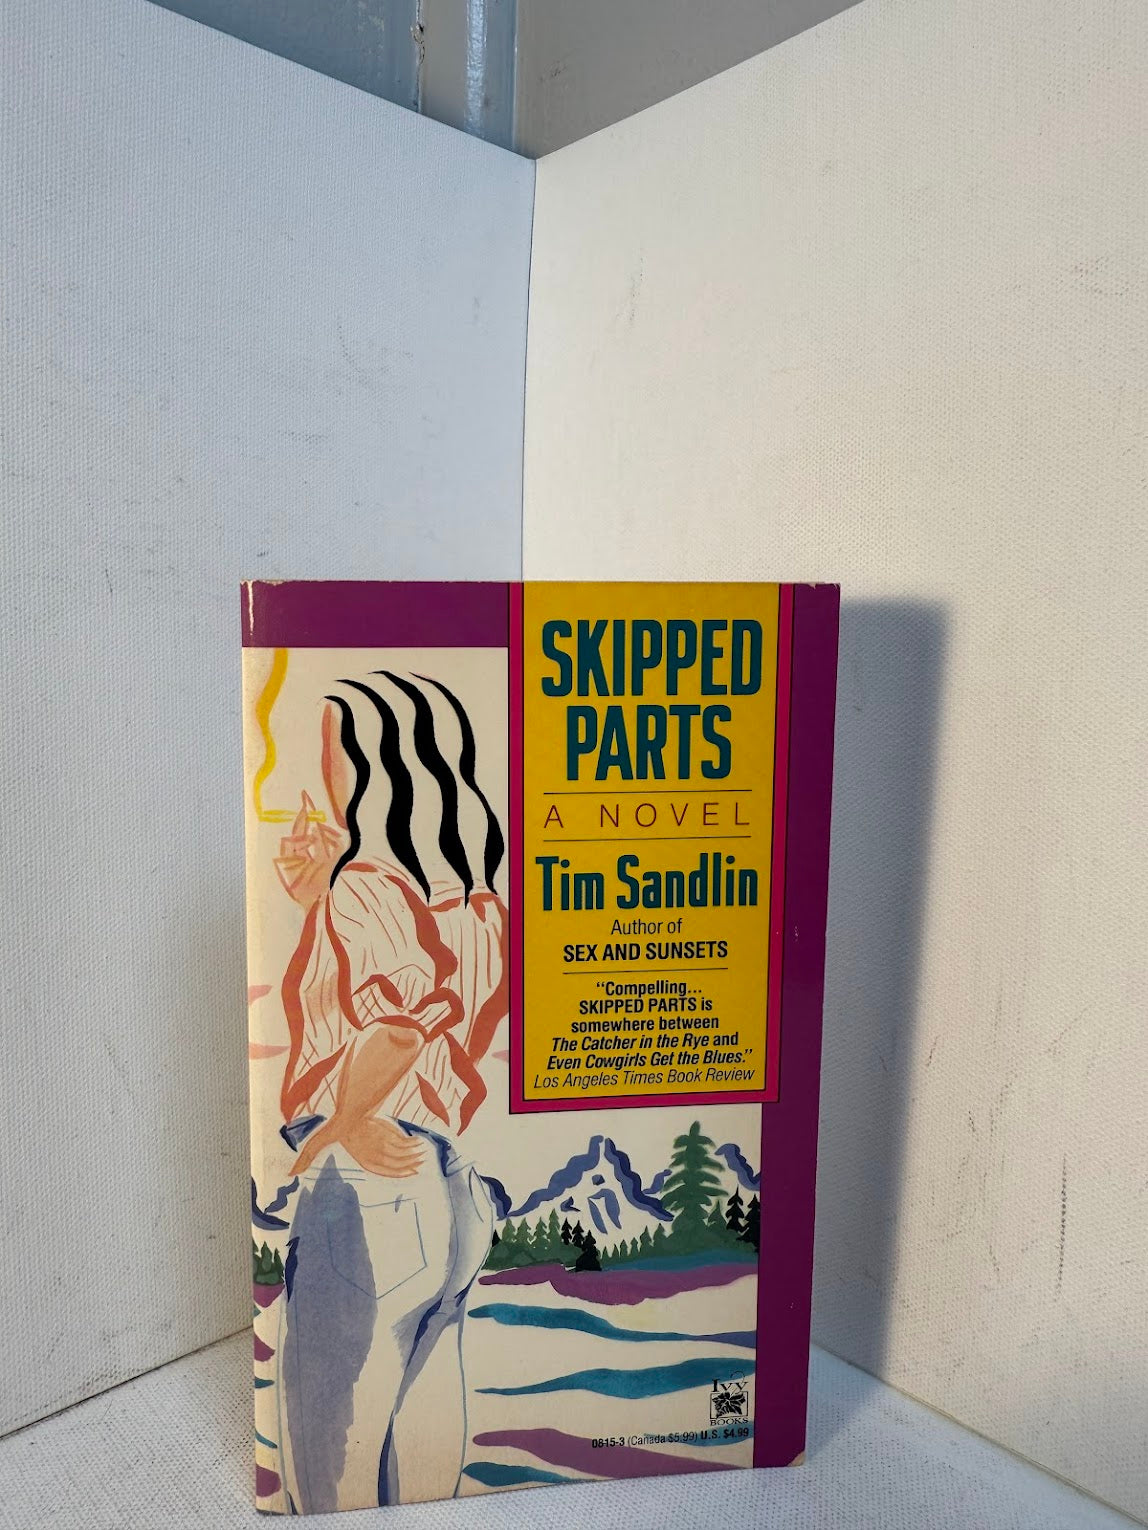 SKIPPED
PARTS
A NOVEL
Tim Sandlin
Author of
SEX AND SUNSETS
“Compelling...
SKIPPED PARTS is
somewhere between
The Catcher in the Rye and
Even Cowgirls Get the Blues.”
Los Angeles Times Book Review
Ivy
BOOKS
0815-3 (Canada $5.99) U.S. $4.99